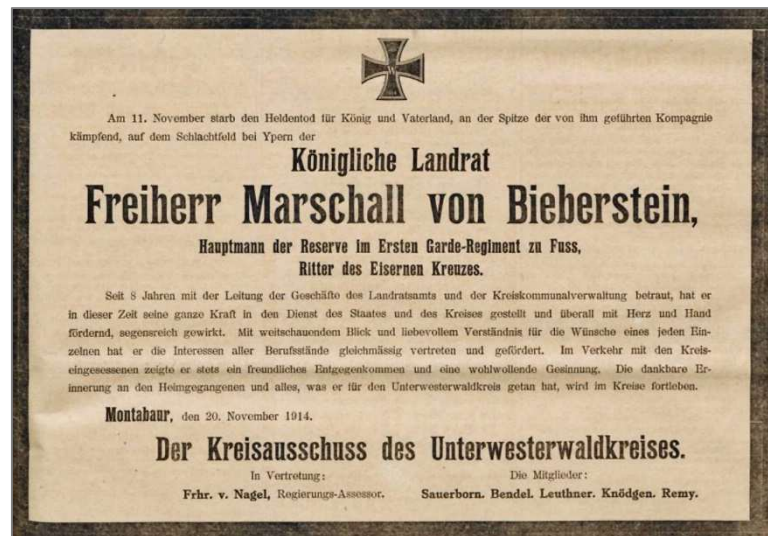 Am 11. November starb den Heldentod für König und Vaterland, an der Spitze der von ihm geführten Kompagnie
kämpfend, auf dem Schlachtfeld bei Ypern der
Königliche Landrat
Freiherr Marschall von Bieberstein,
Hauptmann der Reserve im Ersten Garde-Regiment zu Fuss,
Ritter des Eisernen Kreuzes.
Seit 8 Jahren mit der Leitung der Geschäfte des Landratsamts und der Kreiskommunalverwaltung betraut, hat er
in dieser Zeit seine ganze Kraft in den Dienst des Staates und des Kreises gestellt und überall mit Herz und Hand
fördernd, segensreich gewirkt. Mit weitschauendem Blick und liebevollem Verständnis für die Wünsche eines jeden Ein-
zelnen hat er die Interessen aller Berufsstände gleichmässig vertreten und gefördert. Im Verkehr mit den Kreis-
eingesessenen zeigte er stets ein freundliches Entgegenkommen und eine wohlwollende Gesinnung. Die dankbare Er-
innerung an den Heimgegangenen und alles, was er für den Unterwesterwaldkreis getan hat, wird im Kreise fortleben.
Montabaur, den 20. November 1914.
Der Kreisausschuss des Unterwesterwaldkreises.
In Vertretung: Die Mitglieder:
Frhr. v. Nagel, Regierungs-Assessor. Sauerborn. Bendel. Leuthner. Knödgen. Remy.